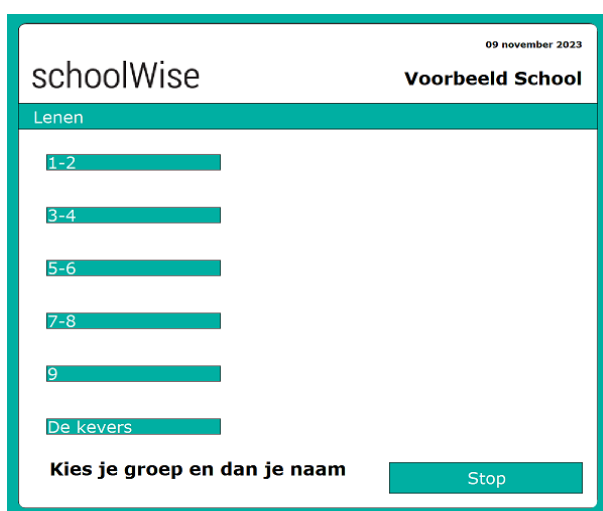 09 november 2023
schoolWise
Voorbeeld School
Lenen
1-2
3-4
5-6
7-8
9
De kevers
Kies je groep en dan je naam
Stop